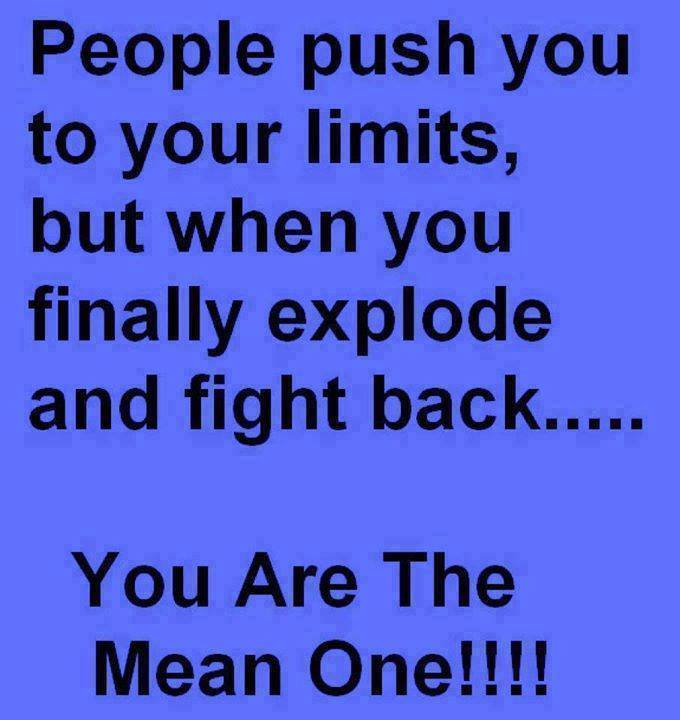 People push you
to your limits,
but when you
finally explode
and fight back.....
You Are The
Mean One!!!!